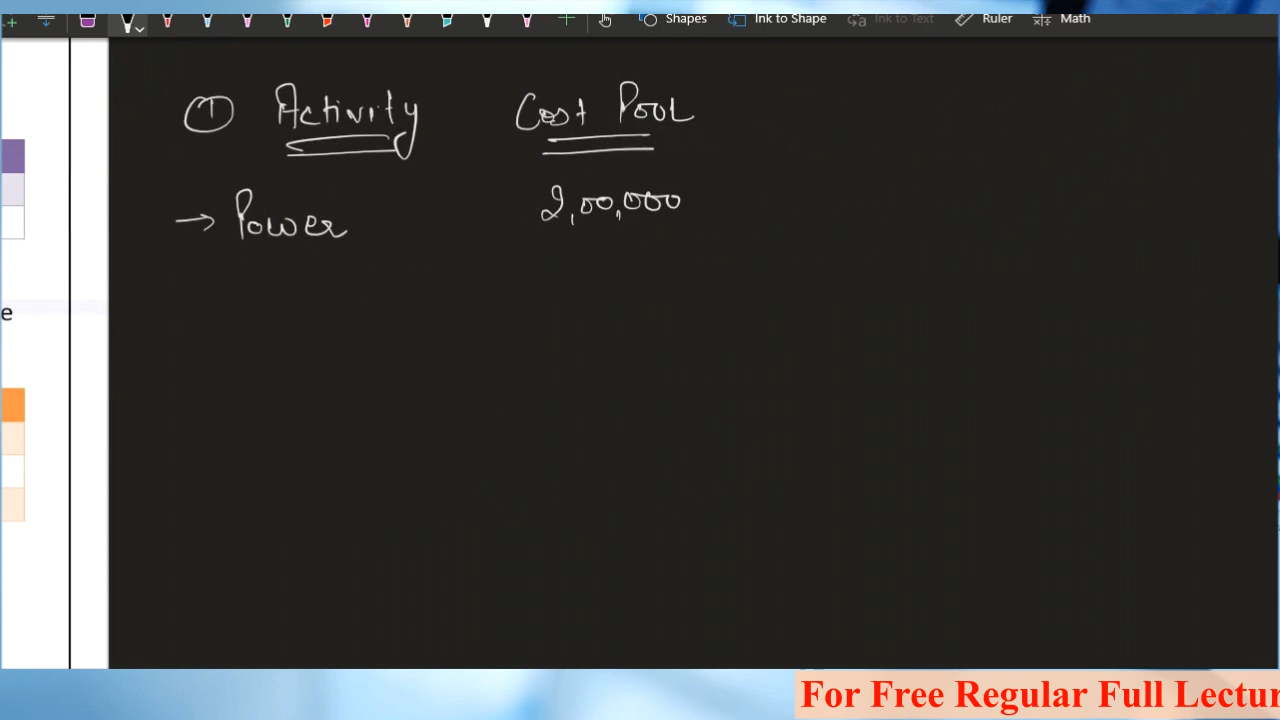 Shapes Ink to Shape Ink to Text Ruler Math
① Activity Cost Pool
→ Power 2,00,000
e
For Free Regular Full Lectur